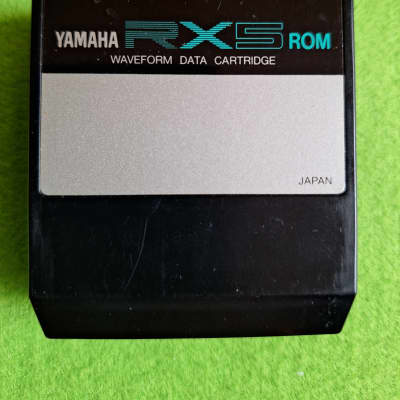 YAMAHA RX5 ROM
WAVEFORM DATA CARTRIDGE
JAPAN